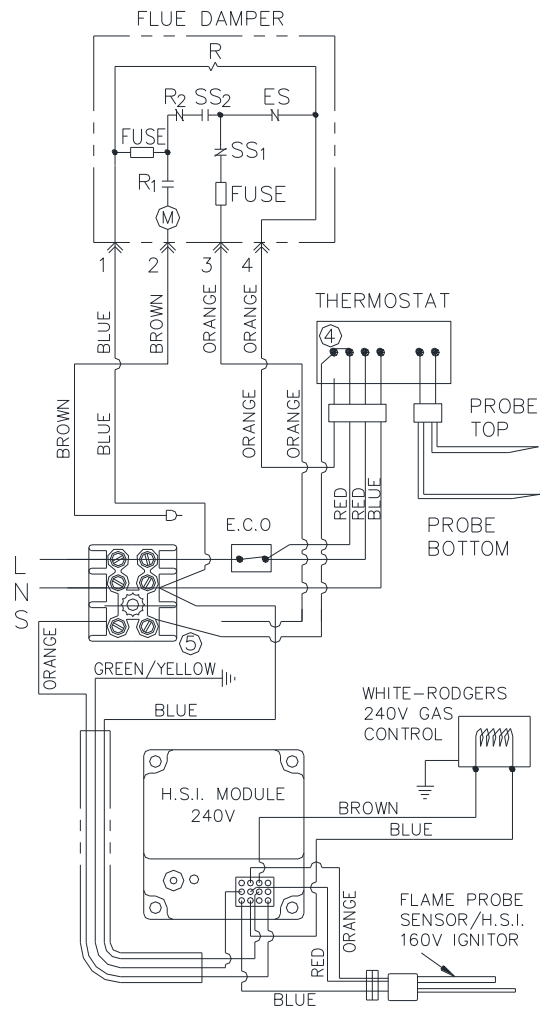 FLUE DAMPER
R
R2 SS2 ES
FUSE
SS1
R1
FUSE
M
1 2 3 4
BLUE
BROWN
ORANGE
ORANGE
THERMOSTAT
4
BROWN
BLUE
ORANGE
ORANGE
PROBE
TOP
RED
RED
BLUE
PROBE
BOTTOM
E.C.O
L
N
S
5
ORANGE
GREEN/YELLOW
BLUE
WHITE-RODGERS
240V GAS
CONTROL
H.S.I. MODULE
240V
BROWN
BLUE
FLAME PROBE
SENSOR/H.S.I.
160V IGNITOR
ORANGE
RED
BLUE